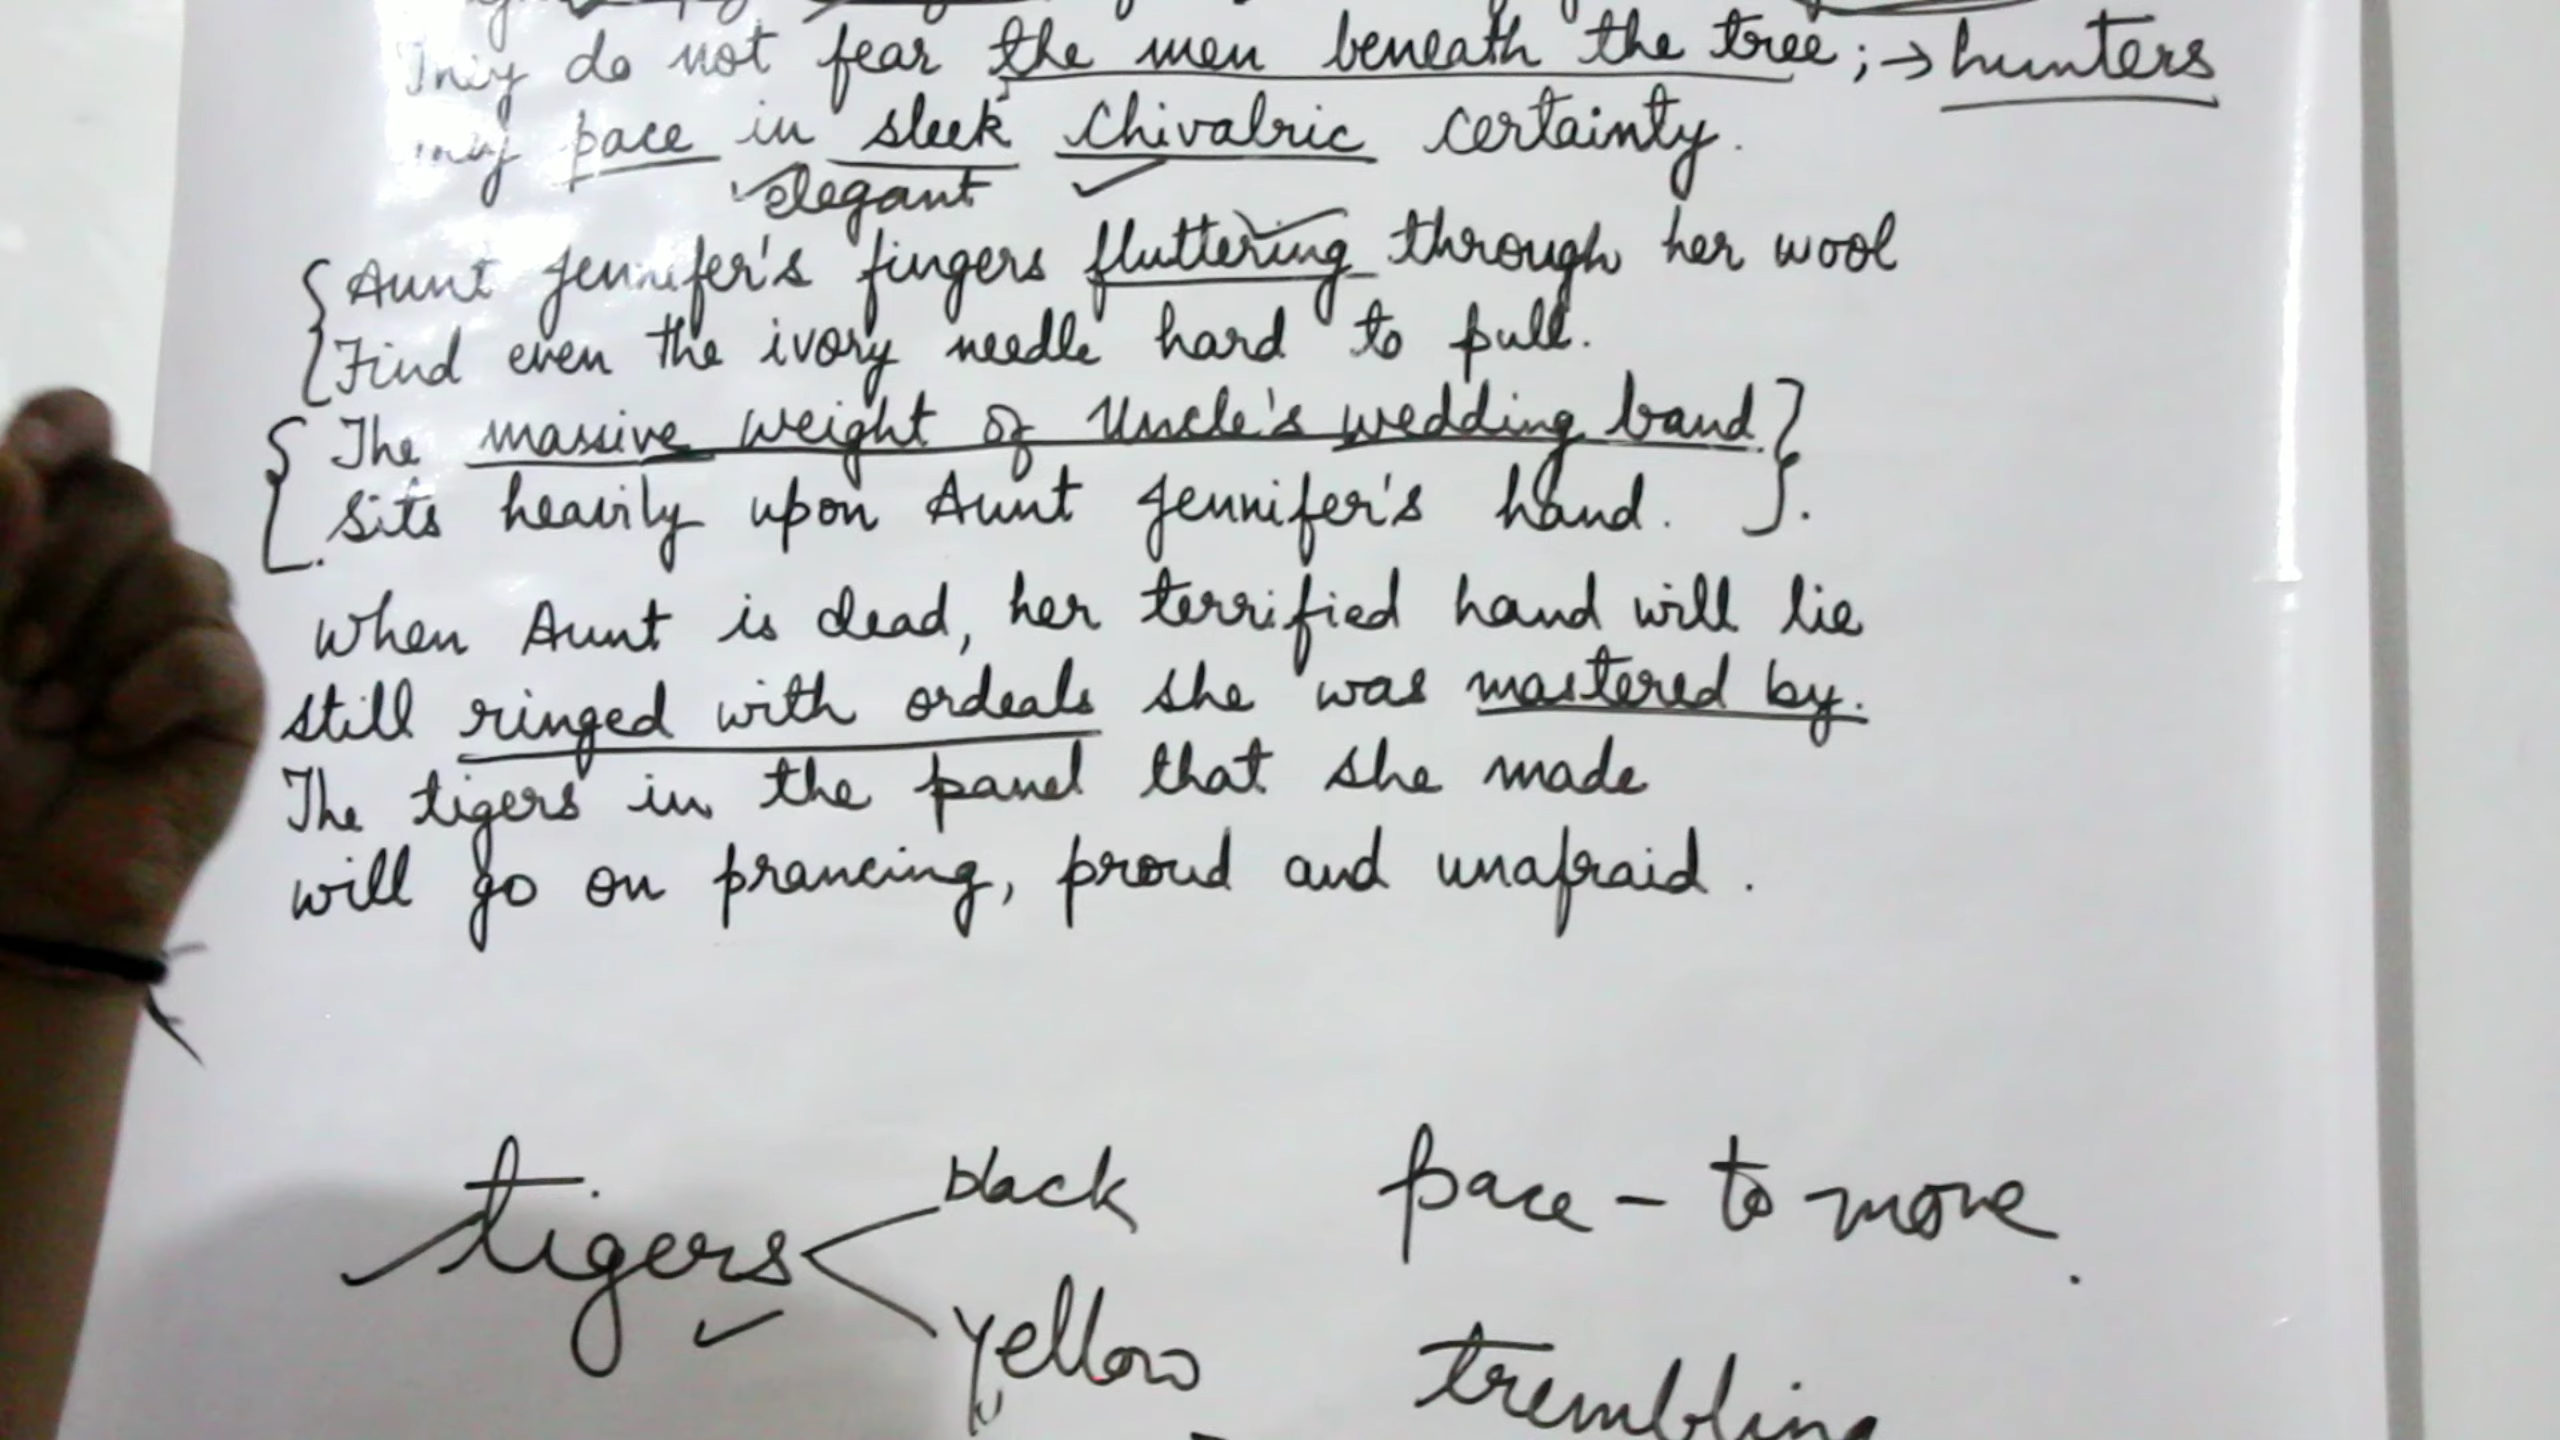 They do not fear the men beneath the tree; → hunters
They pace in sleek chivalric certainty.
elegant
Aunt Jennifer's fingers fluttering through her wool
Find even the ivory needle hard to pull.
The massive weight of Uncle's wedding band
Sits heavily upon Aunt Jennifer's hand.
When Aunt is dead, her terrified hand will lie
still ringed with ordeals she was mastered by.
The tigers in the panel that she made
will go on prancing, proud and unafraid.
black
tigers
pace - to move
yellow
trembling